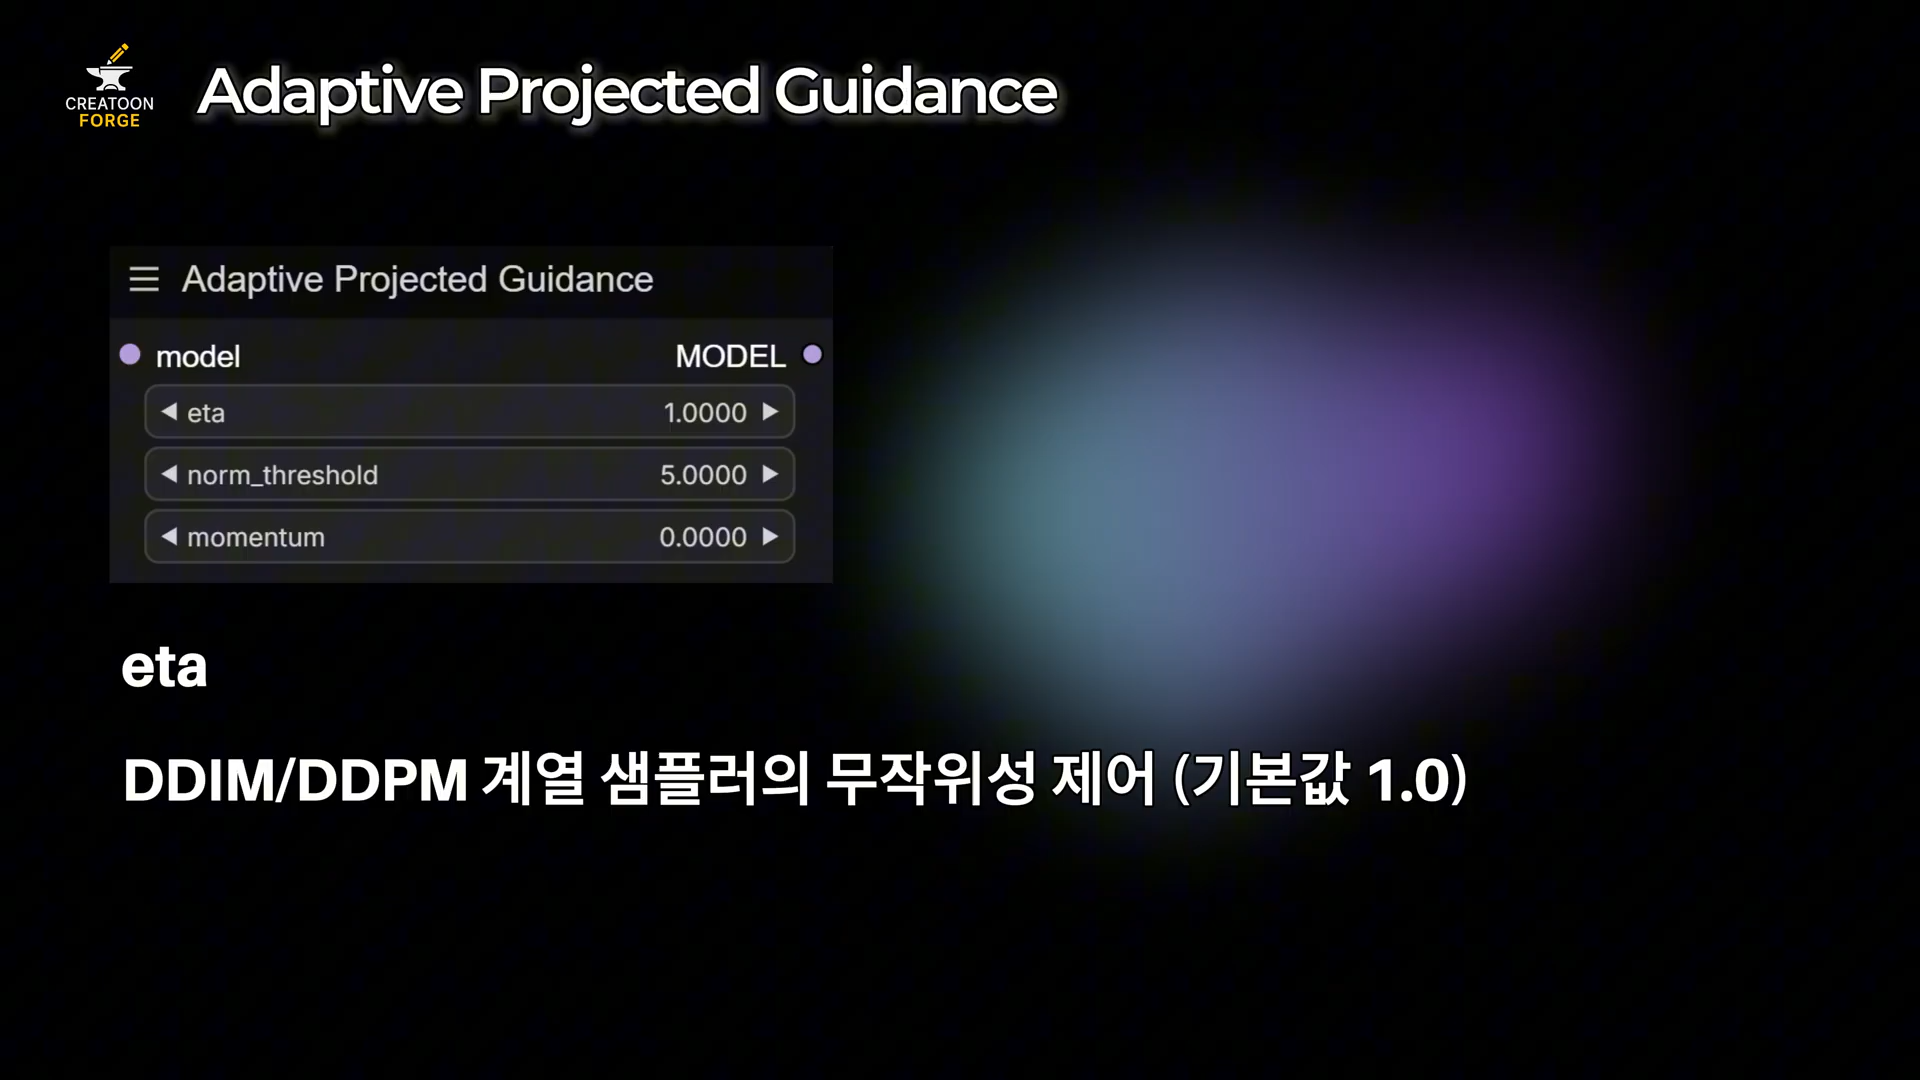 CREATOON
FORGE
Adaptive Projected Guidance
Adaptive Projected Guidance
model MODEL
eta 1.0000
norm_threshold 5.0000
momentum 0.0000
eta
DDIM/DDPM 계열 샘플러의 무작위성 제어 (기본값 1.0)